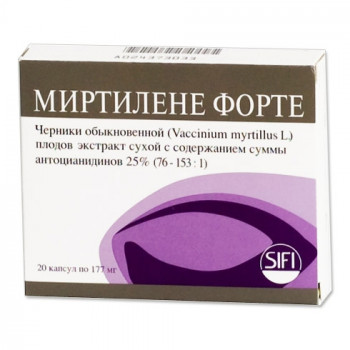 МИРТИЛЕНЕ ФОРТЕ
Черники обыкновенной (Vaccinium myrtillus L.)
плодов экстракт сухой с содержанием суммы
антоцианидинов 25% (76 - 153 : 1)
20 капсул по 177 мг
SIFI